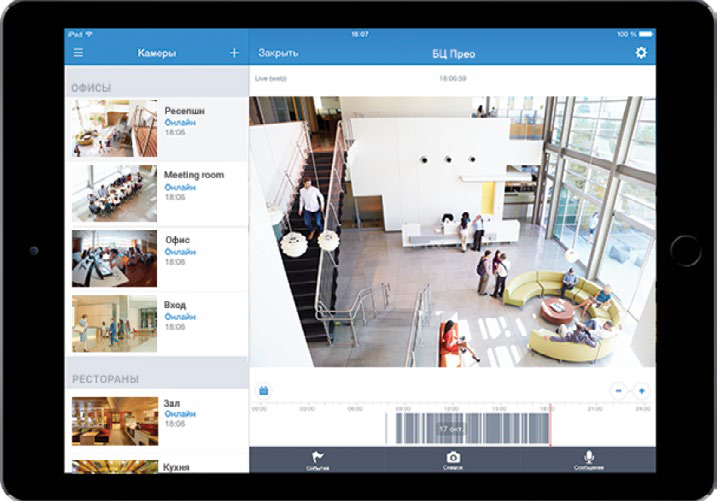 iPad
18:07
100 %
Камеры
+
Закрыть
БЦ Прео
ОФИСЫ
Ресепшн
Онлайн
18:06
Meeting room
Онлайн
18:06
Офис
Онлайн
18:06
Вход
Онлайн
18:06
РЕСТОРАНЫ
Зал
Онлайн
18:06
Кухня
Live (web)
18:06:59
00:00 03:00 06:00 09:00 12:00 15:00 18:00 21:00 24:00
17 окт.
События
Снимок
Сообщение